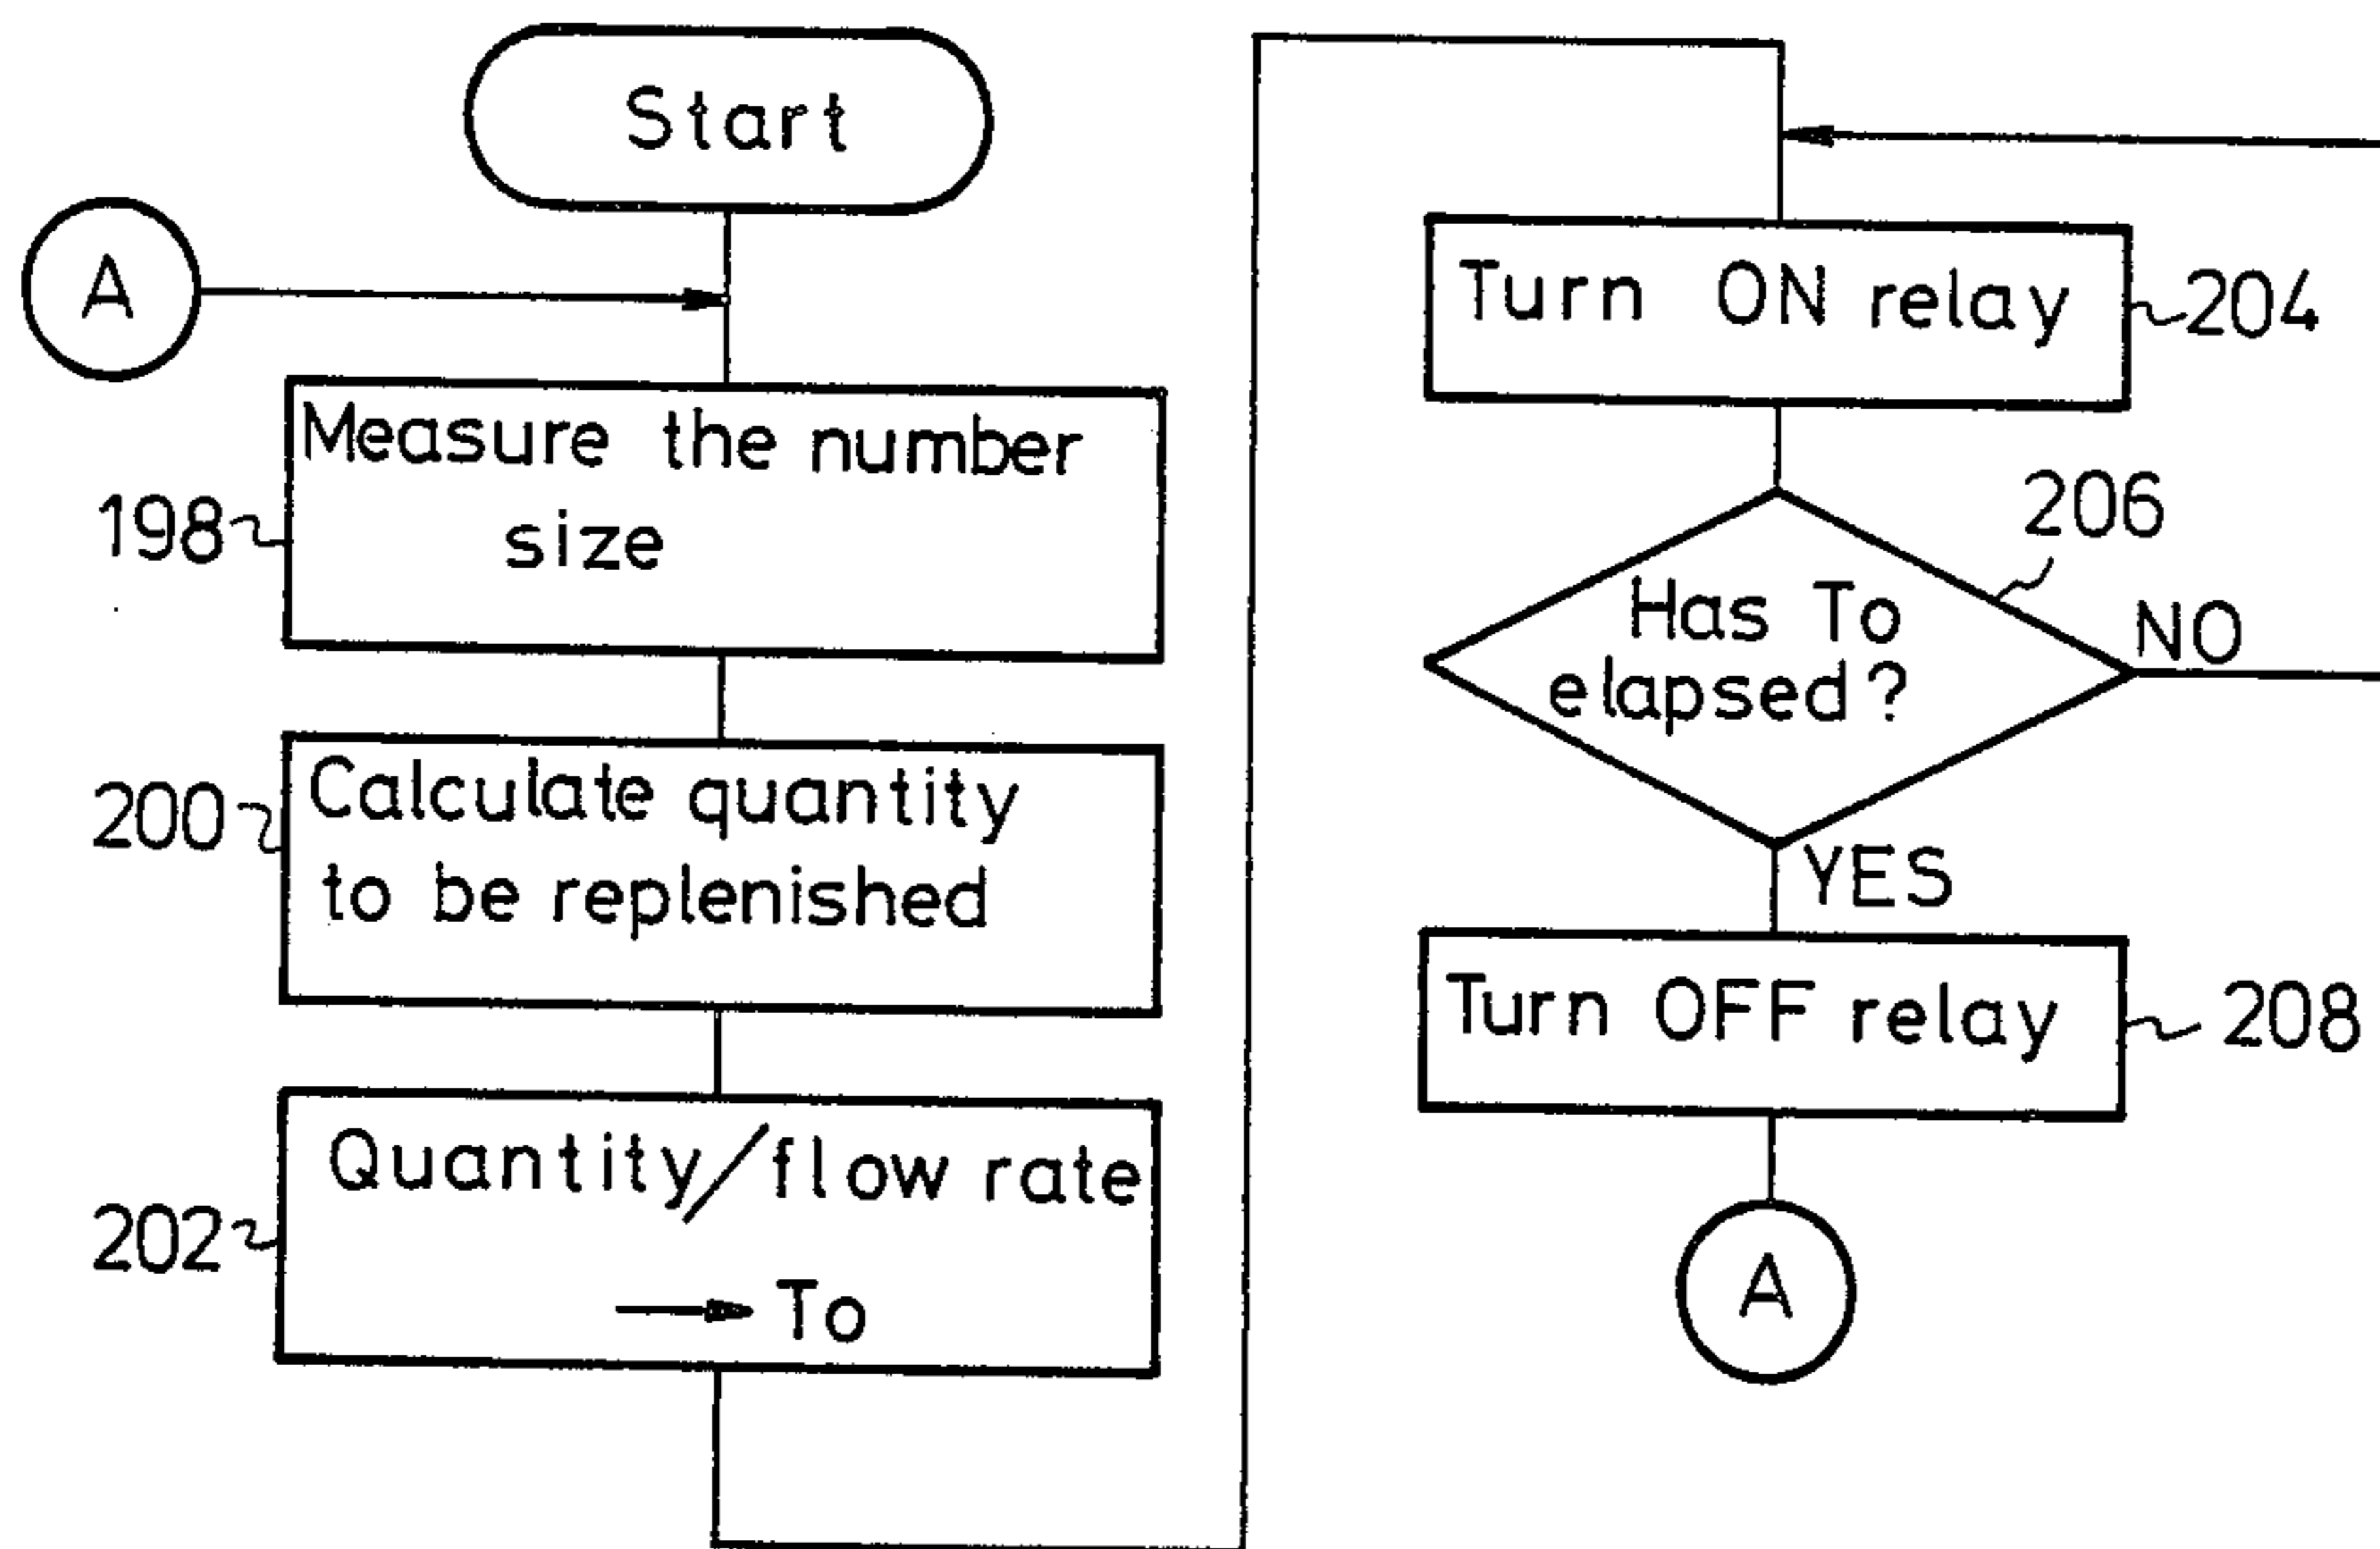 Start
A
Measure the number
size
198
Calculate quantity
to be replenished
200
Quantity/flow rate
→ To
202
Turn ON relay
204
206
Has To
elapsed?
NO
YES
Turn OFF relay
208
A